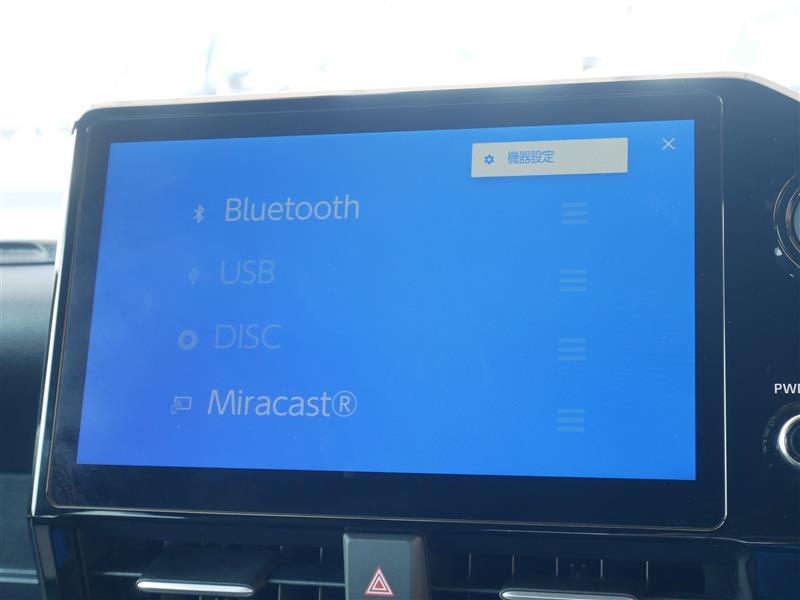 機器設定
Bluetooth
USB
DISC
Miracast®